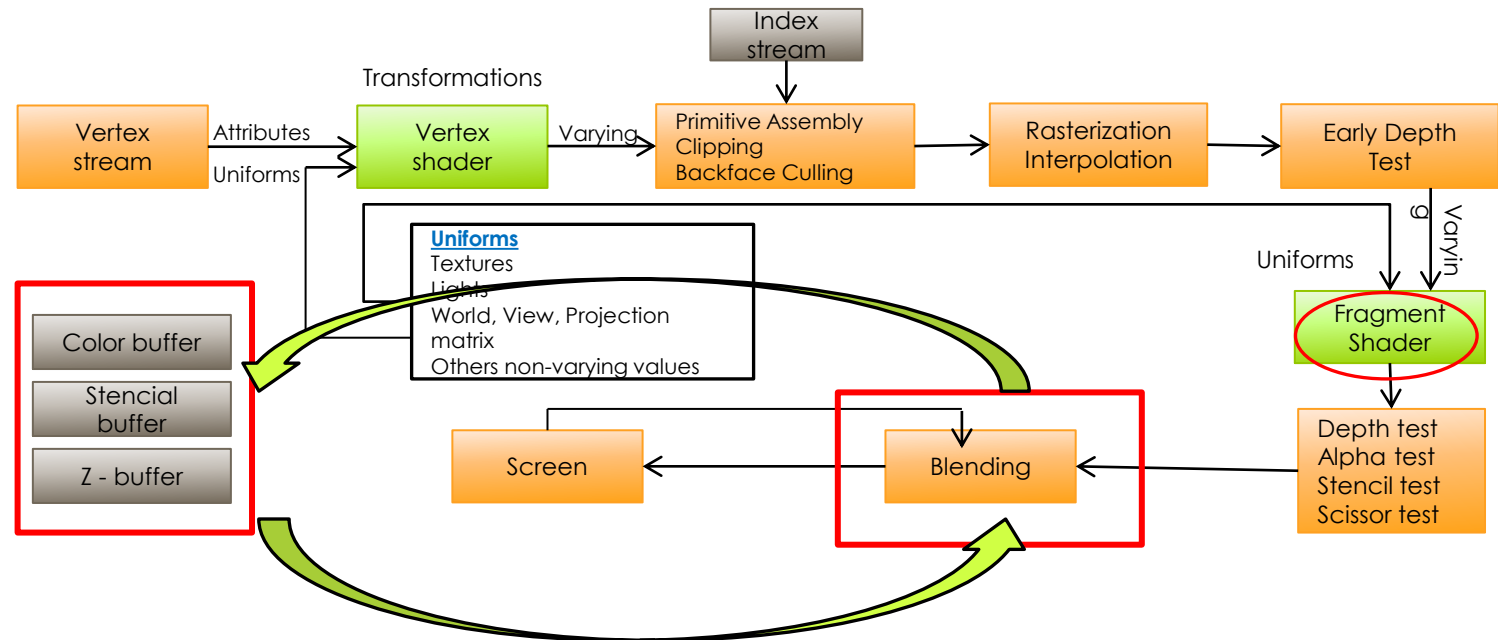 Index
stream
Transformations
Vertex
stream
Attributes
Uniforms
Vertex
shader
Varying
Primitive Assembly
Clipping
Backface Culling
Rasterization
Interpolation
Early Depth
Test
Varyin
g
Uniforms
Uniforms
Textures
Lights
World, View, Projection
matrix
Others non-varying values
Fragment
Shader
Color buffer
Stencial
buffer
Z - buffer
Screen
Blending
Depth test
Alpha test
Stencil test
Scissor test